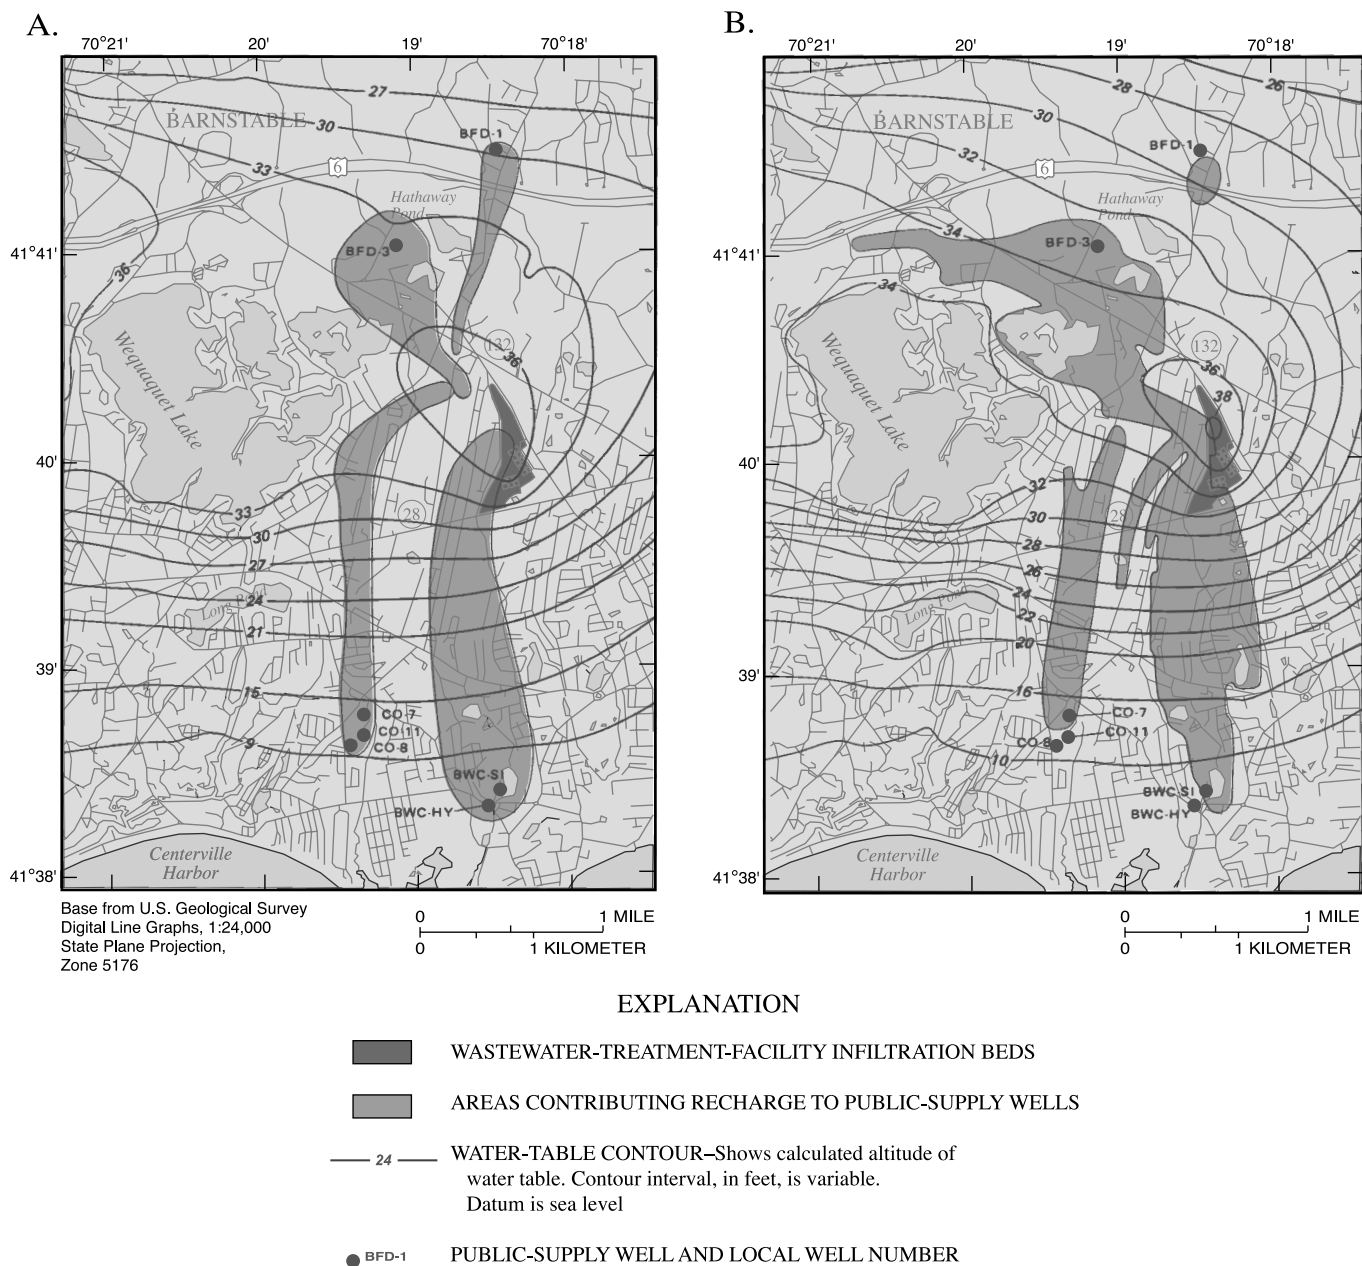 A.
70°21'
20'
19'
70°18'
27
BARNSTABLE
30
BFD-1
33
6
Hathaway
Pond
41°41'
BFD-3
36
132
36
Wequaquet Lake
40'
28
33
30
27
Long Pond
24
21
39'
15
CO-7
CO-11
CO-8
9
BWC-SI
BWC-HY
Centerville
Harbor
41°38'
Base from U.S. Geological Survey
Digital Line Graphs, 1:24,000
State Plane Projection,
Zone 5176
0 1 MILE
0 1 KILOMETER
B.
70°21'
20'
19'
70°18'
28
26
30
BARNSTABLE
BFD-1
32
6
Hathaway
Pond
34
41°41'
BFD-3
34
132
36
38
Wequaquet Lake
40'
32
28
30
28
26
24
Long Pond
22
20
39'
16
CO-7
CO-11
CO-8
10
BWC-SI
BWC-HY
Centerville
Harbor
41°38'
0 1 MILE
0 1 KILOMETER
EXPLANATION
WASTEWATER-TREATMENT-FACILITY INFILTRATION BEDS
AREAS CONTRIBUTING RECHARGE TO PUBLIC-SUPPLY WELLS
24 WATER-TABLE CONTOUR–Shows calculated altitude of
water table. Contour interval, in feet, is variable.
Datum is sea level
BFD-1 PUBLIC-SUPPLY WELL AND LOCAL WELL NUMBER